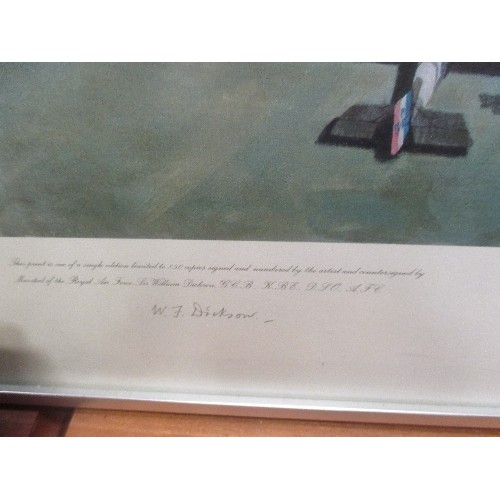 This print is one of a single edition limited to 850 copies signed and numbered by the artist and countersigned by
Marshal of the Royal Air Force Sir William Dickson, G.C.B. K.B.E. D.S.O. A.F.C.
W. F. Dickson.